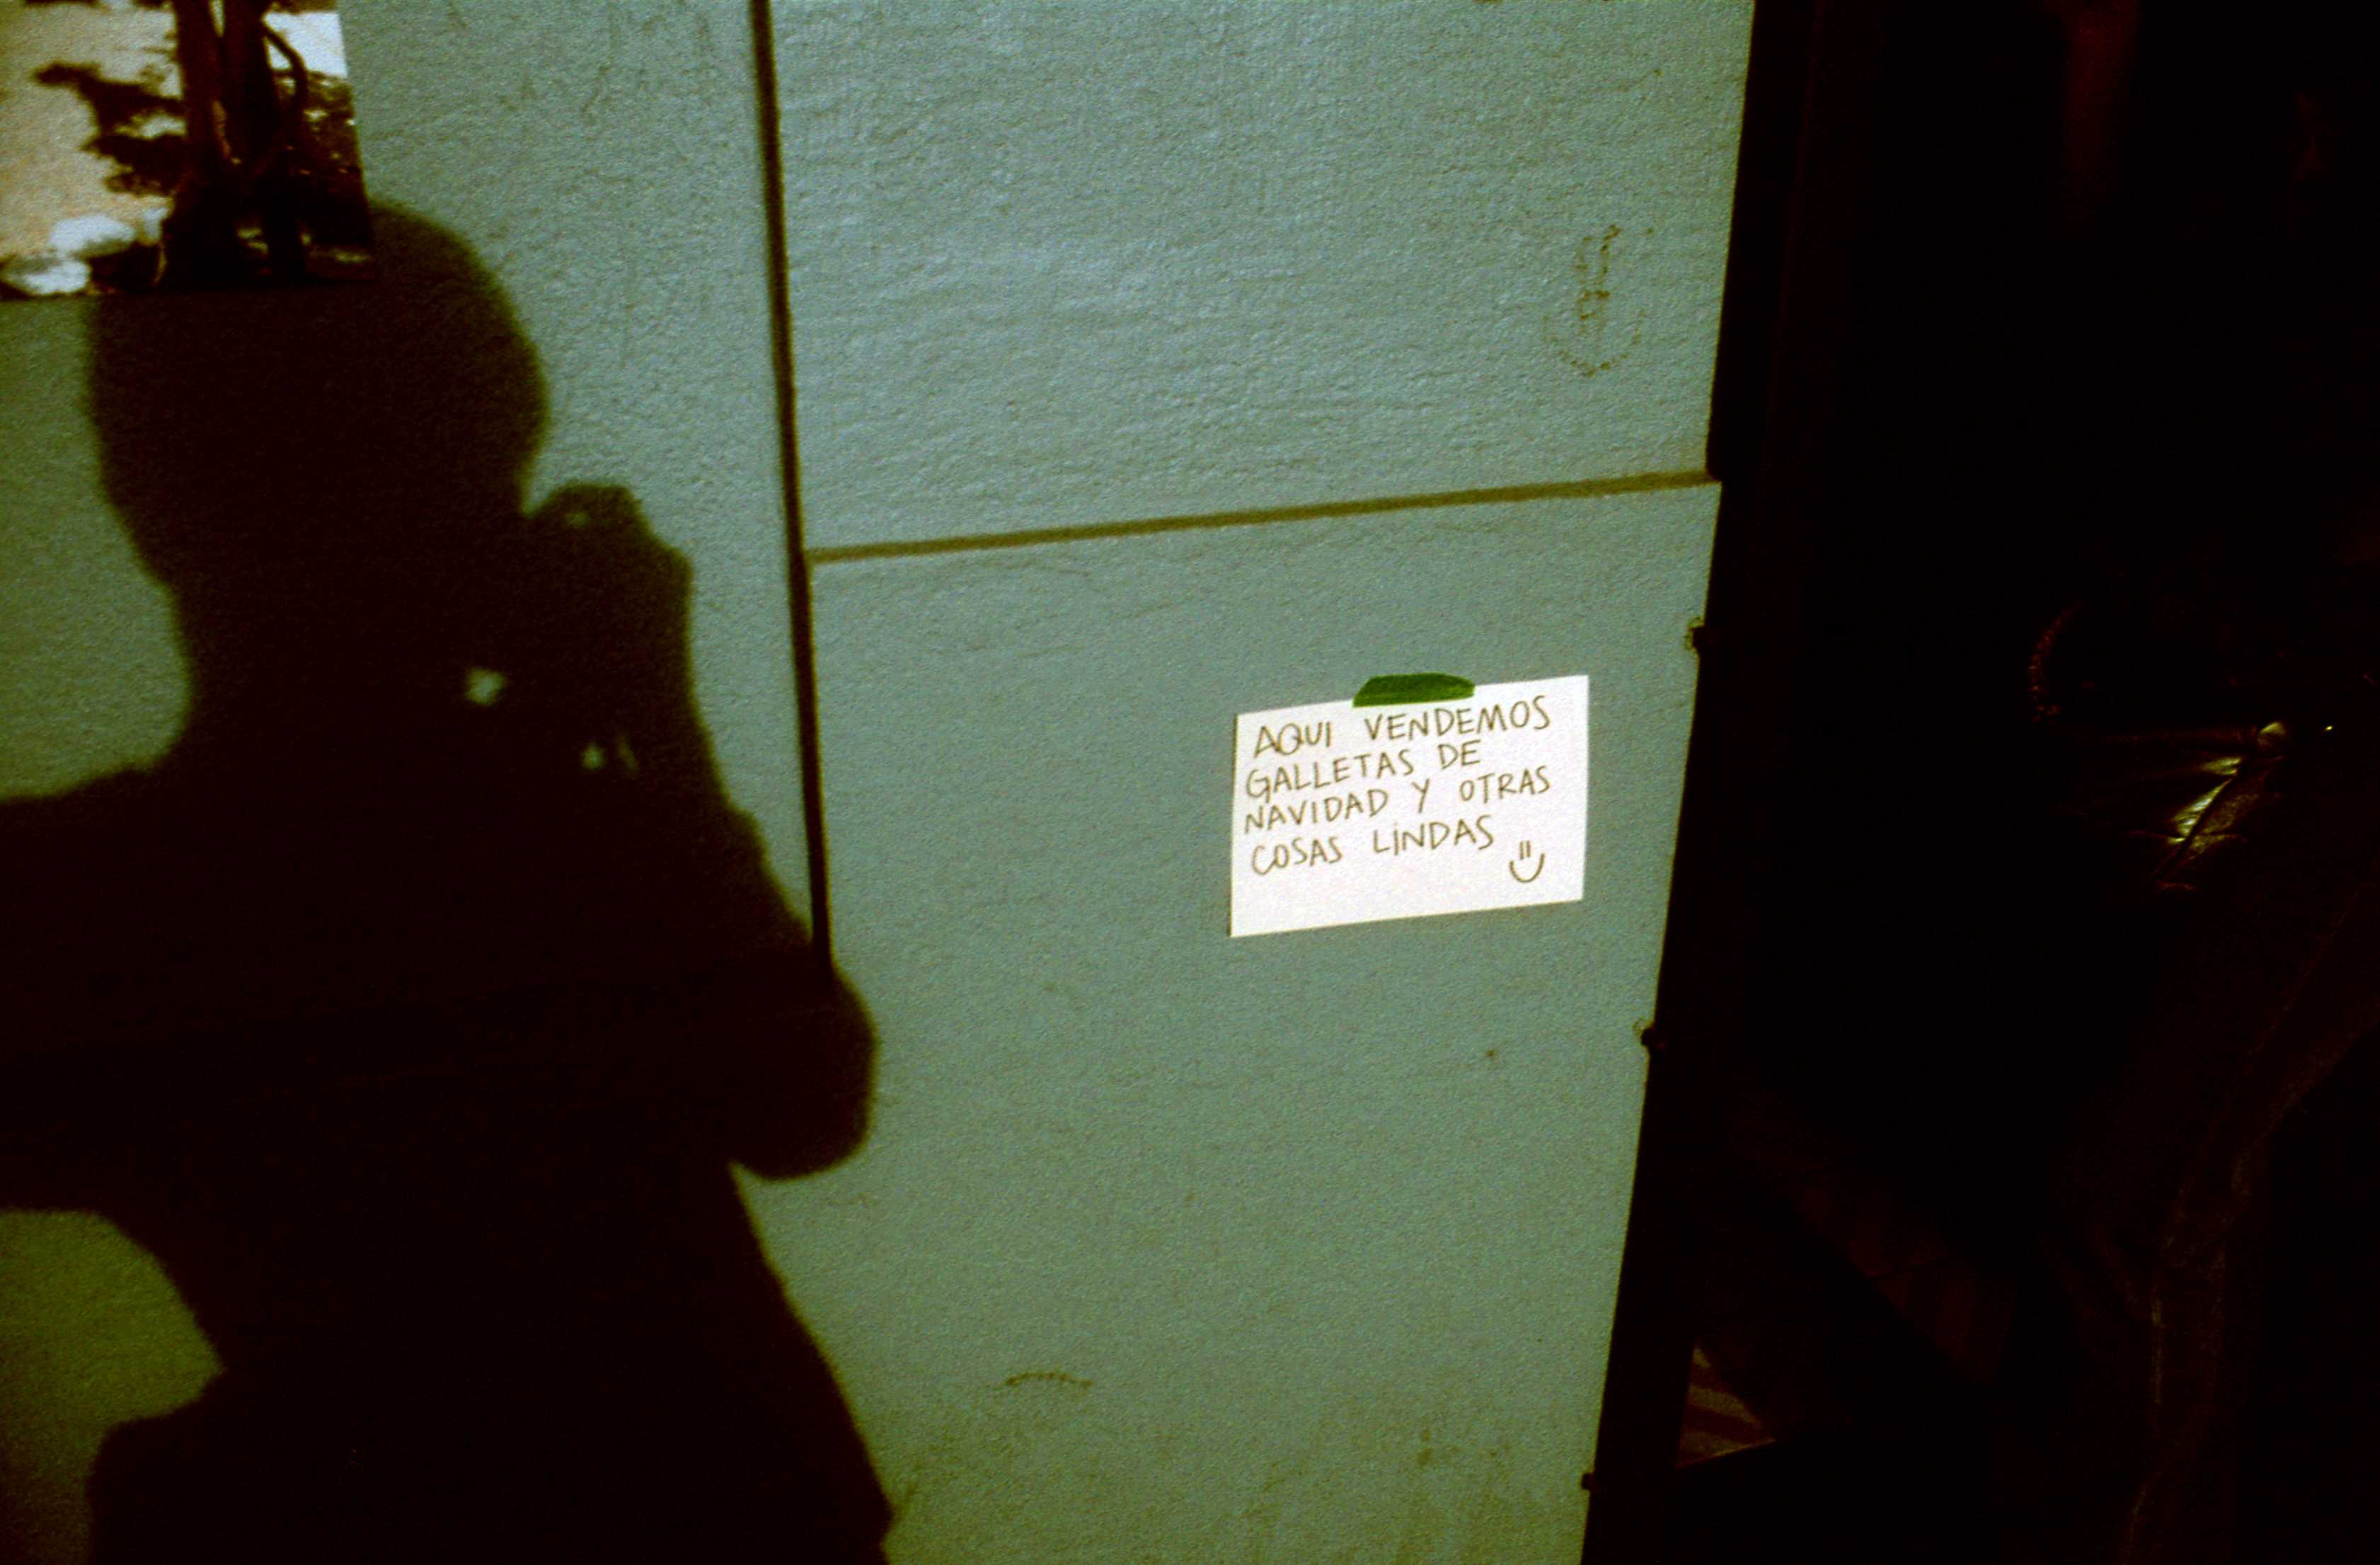 AQUI VENDEMOS
GALLETAS DE
NAVIDAD Y OTRAS
COSAS LINDAS